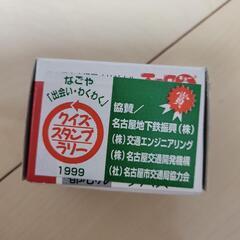 なごや
「出会い・わくわく」
クイズ
スタンプ
ラリー
1999
協賛／
名古屋地下鉄振興(株)
(株)交通エンジニアリング
(株)名古屋交通開発機構
(社)名古屋市交通局協力会